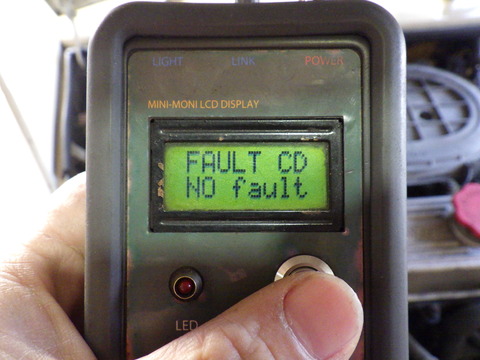 LIGHT LINK POWER
MINI-MONI LCD DISPLAY
FAULT CD
NO fault
LED